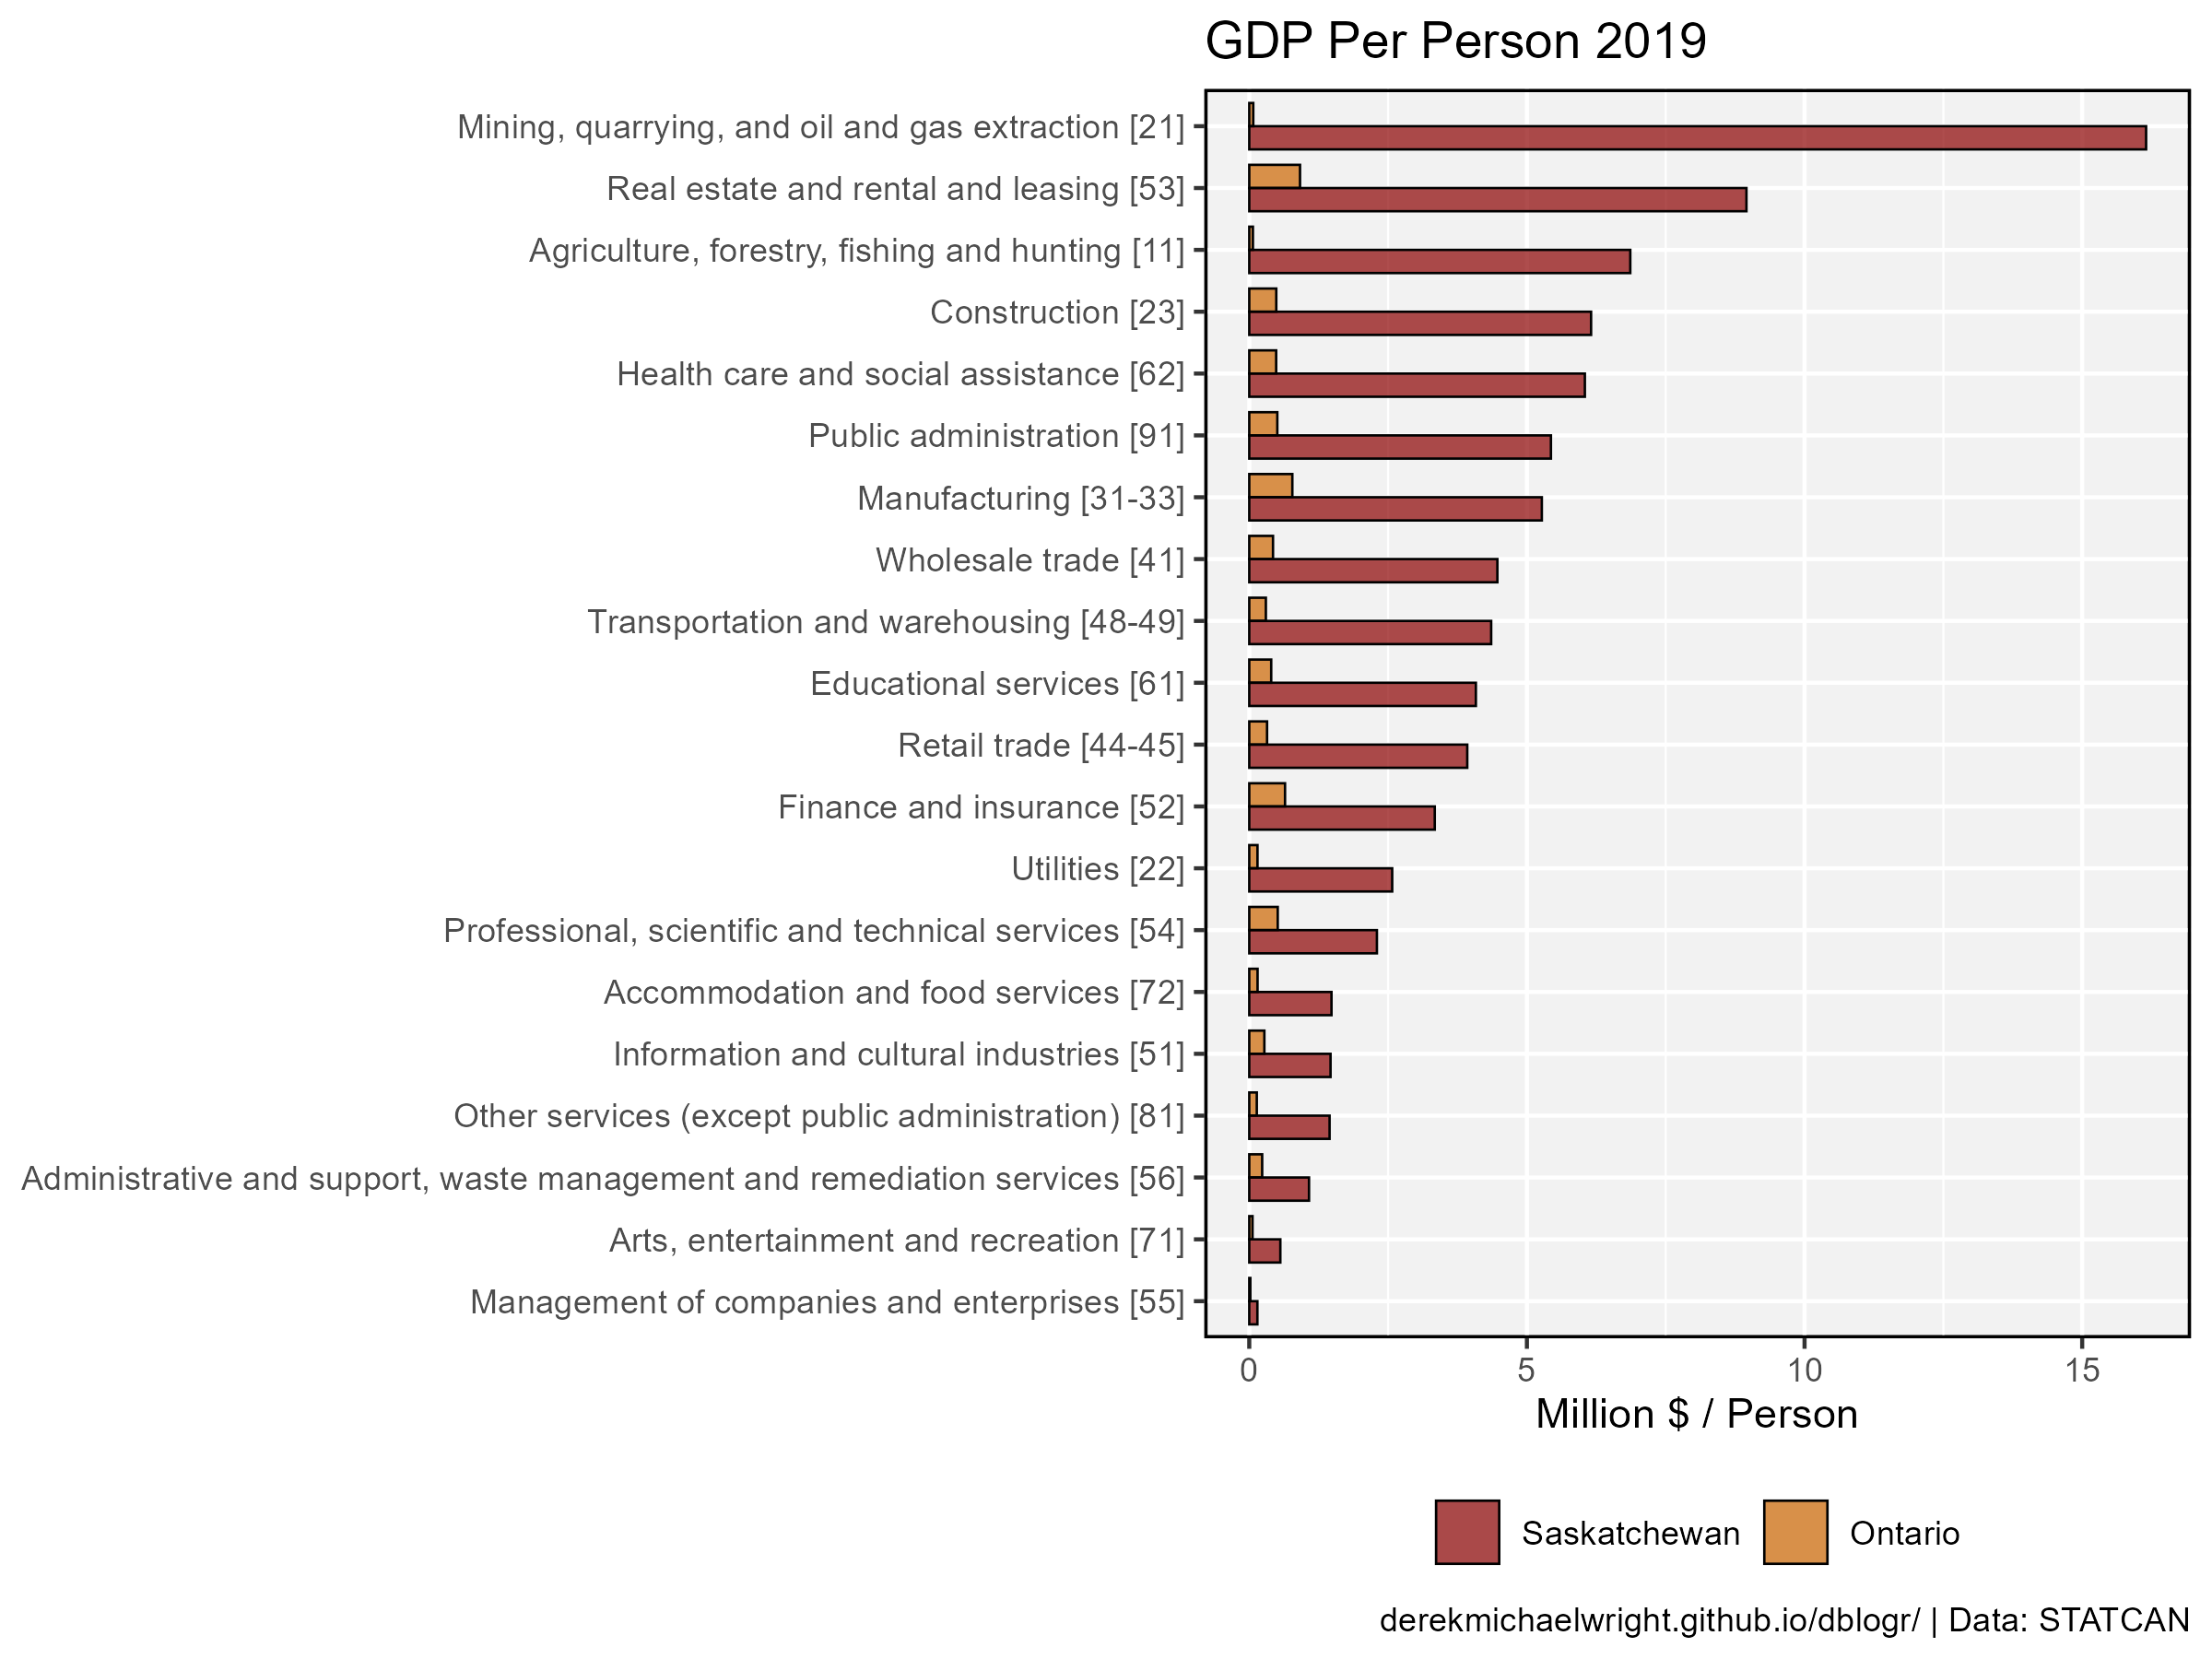 GDP Per Person 2019
Mining, quarrying, and oil and gas extraction [21]
Real estate and rental and leasing [53]
Agriculture, forestry, fishing and hunting [11]
Construction [23]
Health care and social assistance [62]
Public administration [91]
Manufacturing [31-33]
Wholesale trade [41]
Transportation and warehousing [48-49]
Educational services [61]
Retail trade [44-45]
Finance and insurance [52]
Utilities [22]
Professional, scientific and technical services [54]
Accommodation and food services [72]
Information and cultural industries [51]
Other services (except public administration) [81]
Administrative and support, waste management and remediation services [56]
Arts, entertainment and recreation [71]
Management of companies and enterprises [55]
0 5 10 15
Million $ / Person
Saskatchewan Ontario
derekmichaelwright.github.io/dblogr/ | Data: STATCAN